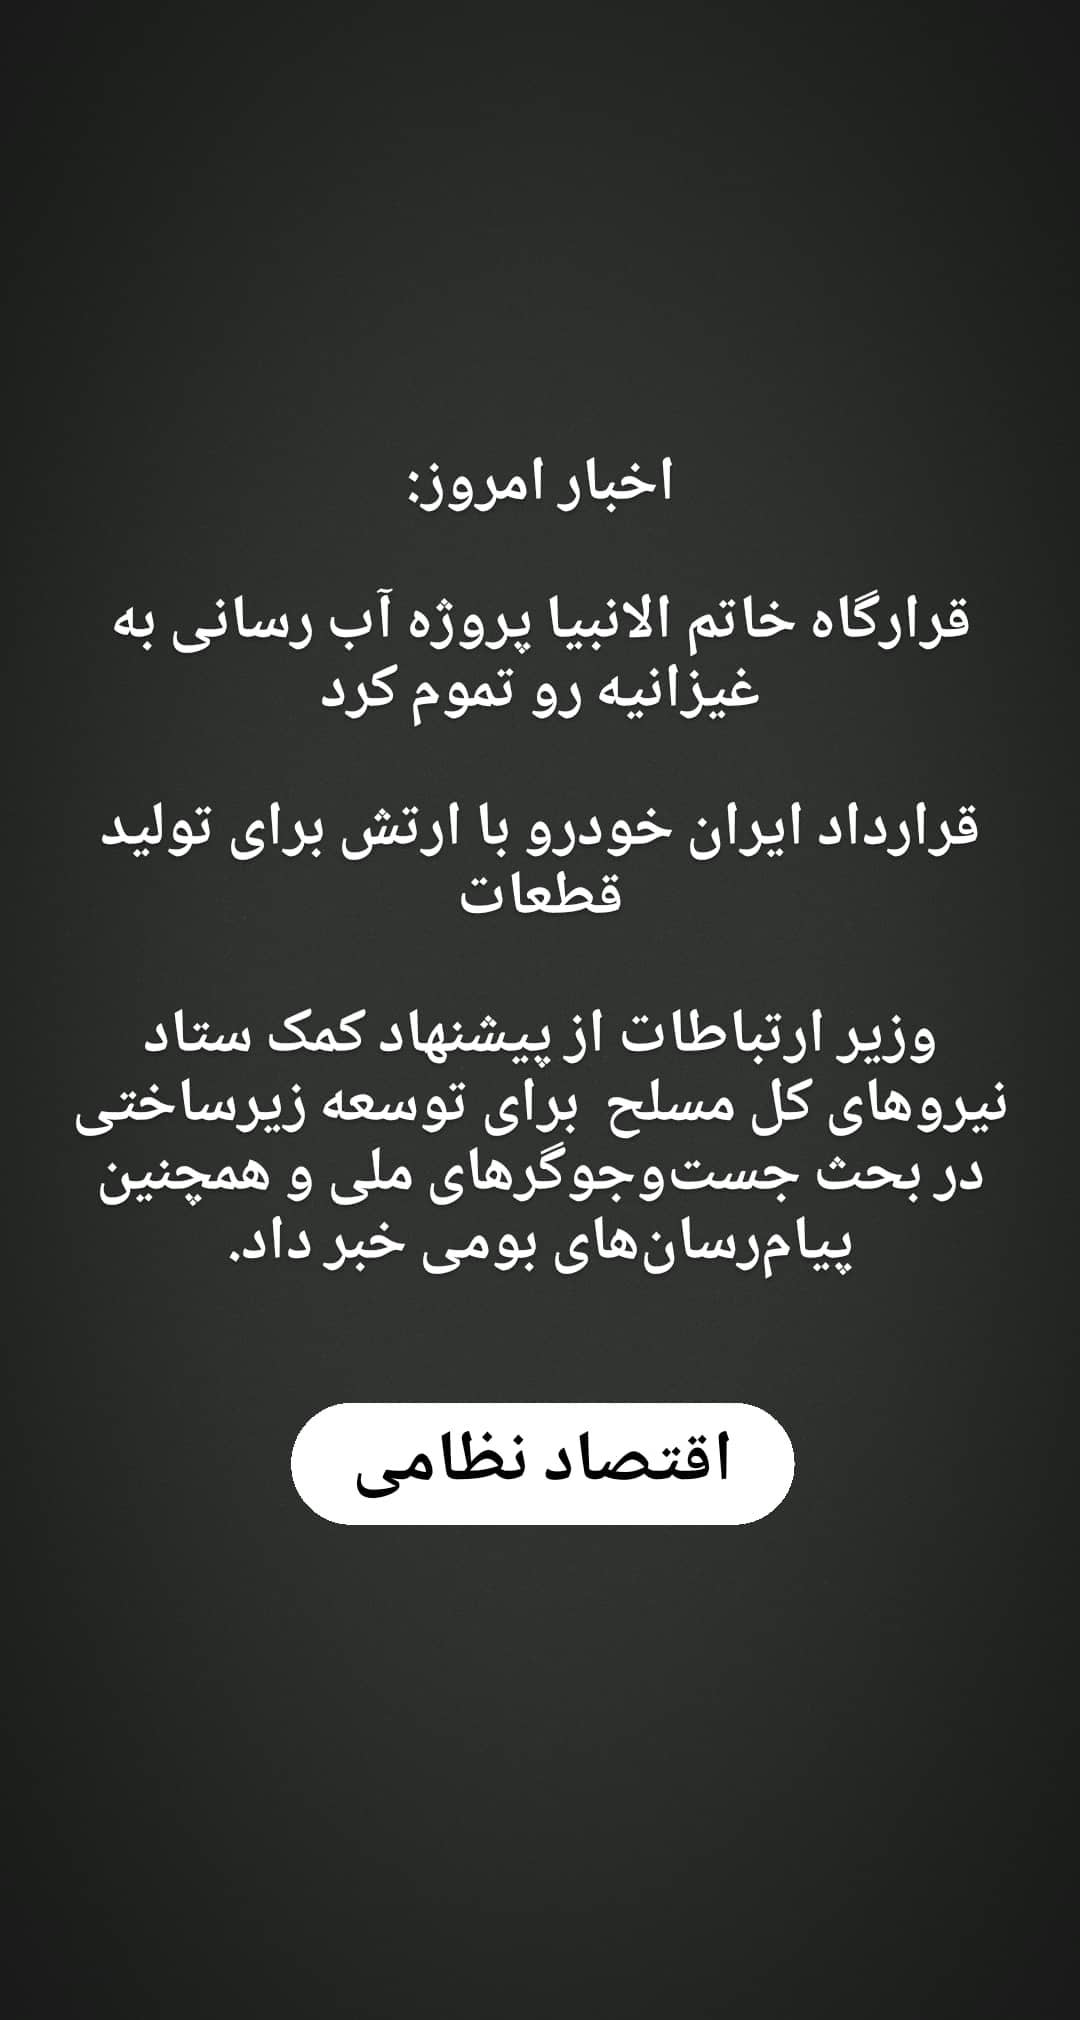 اخبار امروز:
قرارگاه خاتم الانبیا پروژه آب رسانی به
غیزانیه رو تموم کرد
قرارداد ایران خودرو با ارتش برای تولید
قطعات
وزیر ارتباطات از پیشنهاد کمک ستاد
نیروهای کل مسلح برای توسعه زیرساختی
در بحث جست‌وجوگرهای ملی و همچنین
پیام‌رسان‌های بومی خبر داد.
اقتصاد نظامی